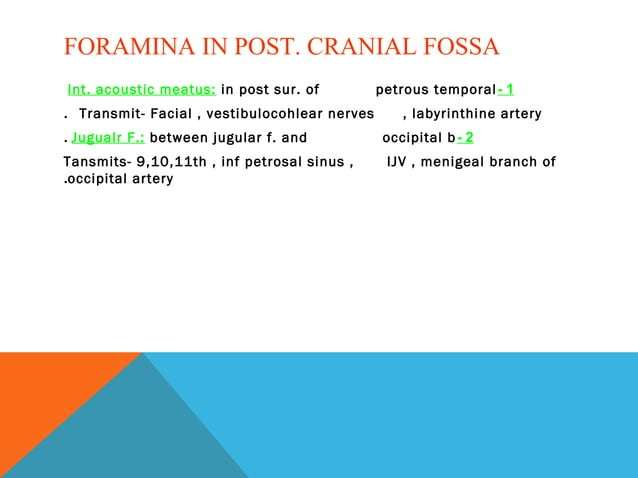 FORAMINA IN POST. CRANIAL FOSSA
Int. acoustic meatus: in post sur. of petrous temporal-1
. Transmit- Facial , vestibulocohlear nerves , labyrinthine artery
. Jugualr F.: between jugular f. and occipital b-2
Tansmits- 9,10,11th , inf petrosal sinus , IJV , menigeal branch of
.occipital artery